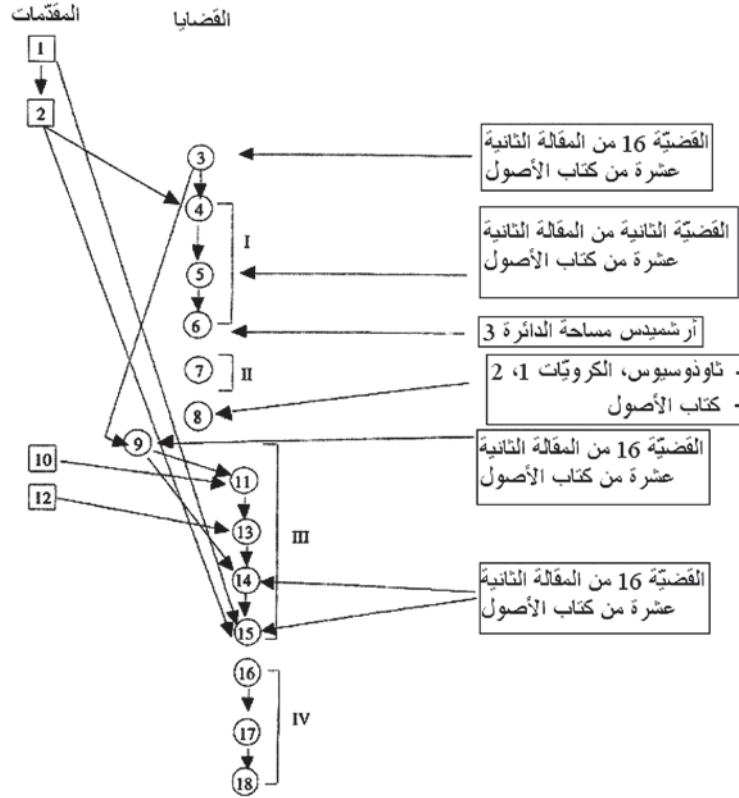 المقدّمات
القضايا
1
2
3
القضيّة 16 من المقالة الثانية
عشرة من كتاب الأصول
4
I
القضيّة الثانية من المقالة الثانية
عشرة من كتاب الأصول
5
6
أرشميدس مساحة الدائرة 3
7
II
- ثاوذوسيوس، الكرويّات 1، 2
- كتاب الأصول
8
9
القضيّة 16 من المقالة الثانية
عشرة من كتاب الأصول
10
11
12
13
III
14
القضيّة 16 من المقالة الثانية
عشرة من كتاب الأصول
15
16
IV
17
18